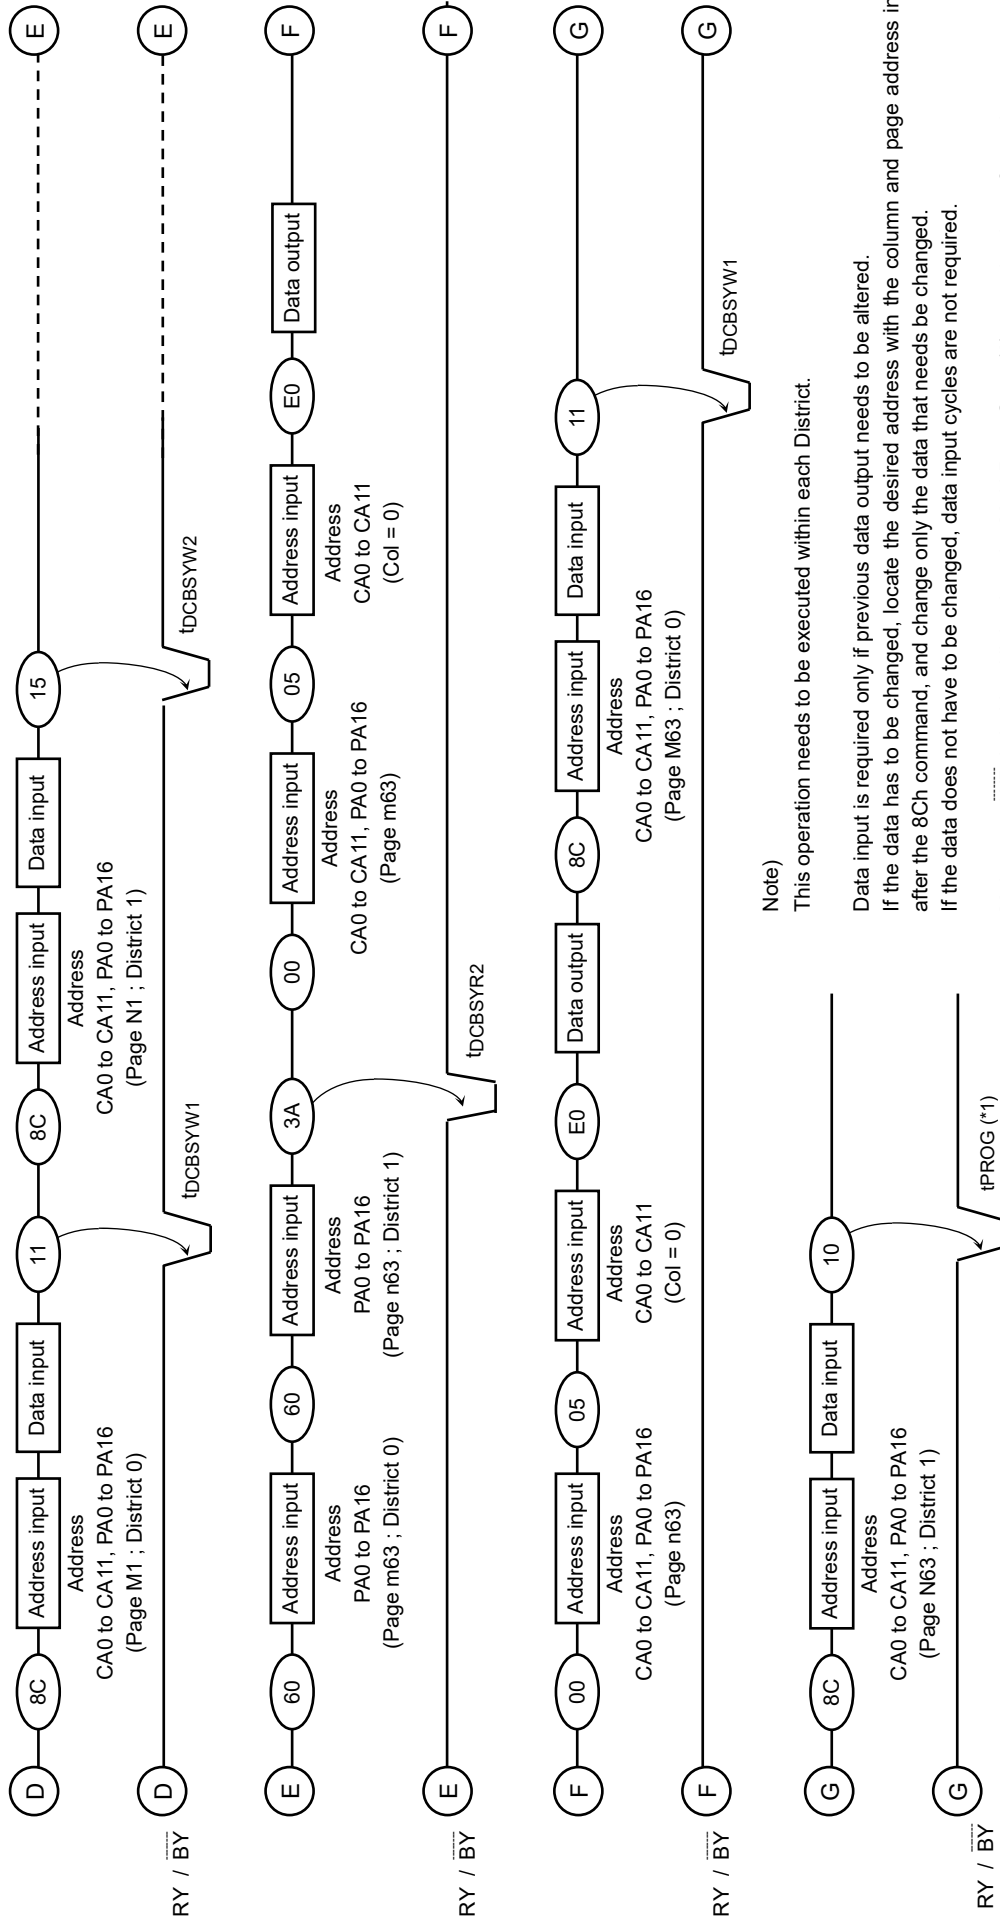 D 8C Address input Data input 11 8C Address input Data input 15 E
Address
CA0 to CA11, PA0 to PA16
(Page M1 ; District 0)
Address
CA0 to CA11, PA0 to PA16
(Page N1 ; District 1)
D tDCBSYW1 tDCBSYW2 E
RY / BY
E 60 Address input 60 Address input 3A 00 Address input 05 Address input E0 Data output F
Address
PA0 to PA16
(Page m63 ; District 0)
Address
PA0 to PA16
(Page n63 ; District 1)
Address
CA0 to CA11, PA0 to PA16
(Page m63)
Address
CA0 to CA11
(Col = 0)
E tDCBSYR2 F
RY / BY
F 00 Address input 05 Address input E0 Data output 8C Address input Data input 11 G
Address
CA0 to CA11, PA0 to PA16
(Page n63)
Address
CA0 to CA11
(Col = 0)
Address
CA0 to CA11, PA0 to PA16
(Page M63 ; District 0)
F tDCBSYW1 G
RY / BY
G 8C Address input Data input 10
Address
CA0 to CA11, PA0 to PA16
(Page N63 ; District 1)
G tPROG (*1)
RY / BY
Note)
This operation needs to be executed within each District.
Data input is required only if previous data output needs to be altered.
If the data has to be changed, locate the desired address with the column and page address in
after the 8Ch command, and change only the data that needs be changed.
If the data does not have to be changed, data input cycles are not required.